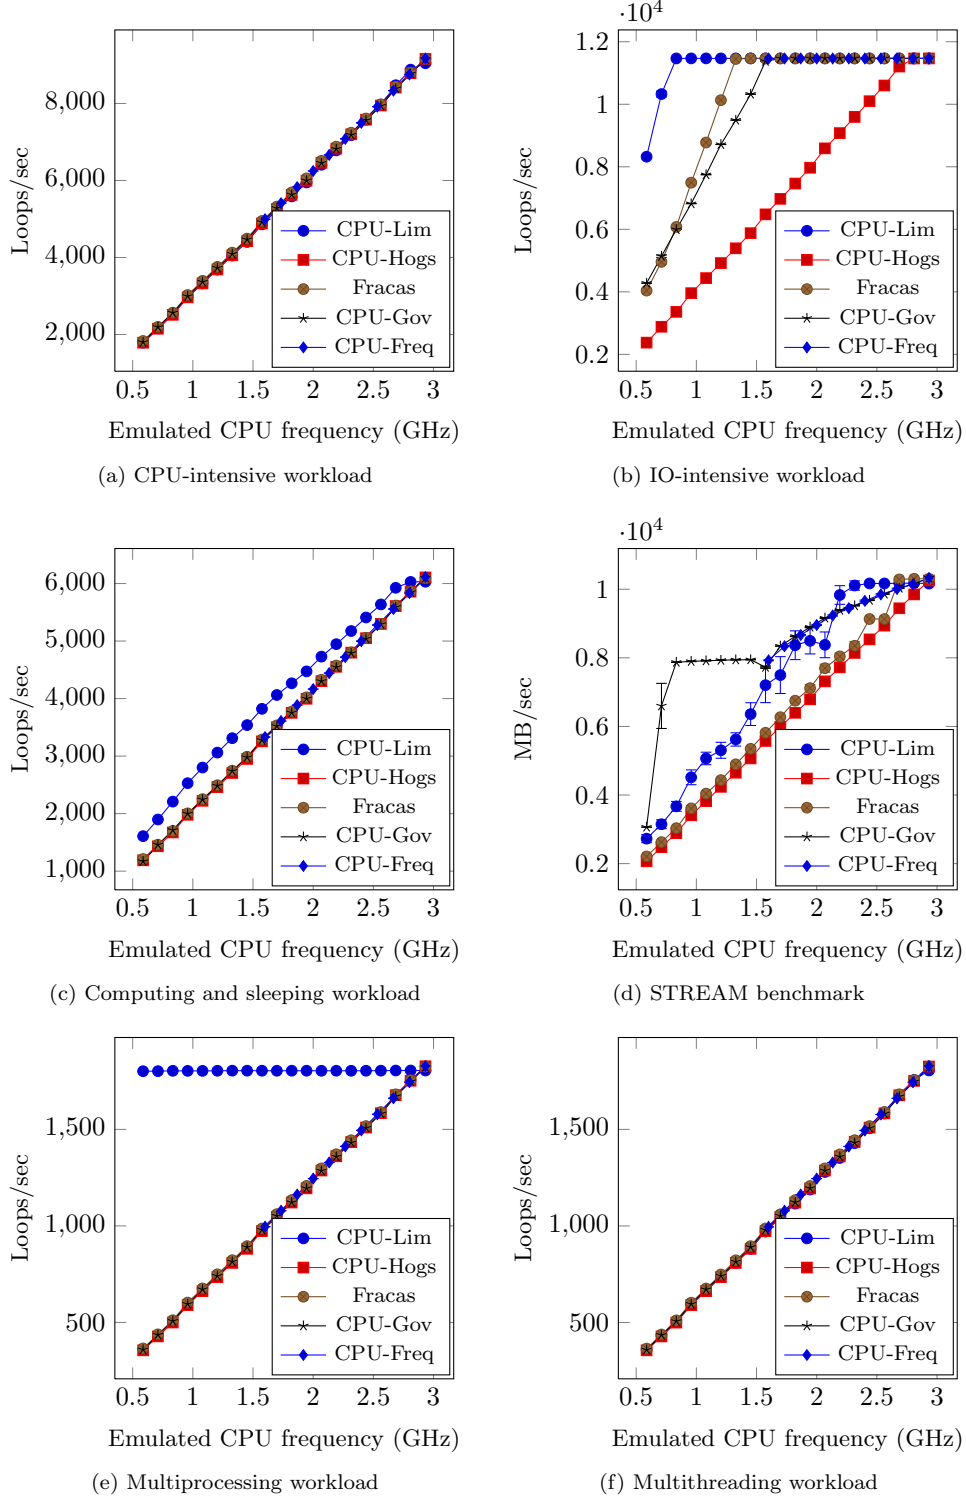 8,000
6,000
4,000
2,000
0.5 1 1.5 2 2.5 3
Loops/sec
Emulated CPU frequency (GHz)
CPU-Lim
CPU-Hogs
Fracas
CPU-Gov
CPU-Freq
(a) CPU-intensive workload
·10⁴
1.2
1
0.8
0.6
0.4
0.2
0.5 1 1.5 2 2.5 3
Loops/sec
Emulated CPU frequency (GHz)
CPU-Lim
CPU-Hogs
Fracas
CPU-Gov
CPU-Freq
(b) IO-intensive workload
6,000
5,000
4,000
3,000
2,000
1,000
0.5 1 1.5 2 2.5 3
Loops/sec
Emulated CPU frequency (GHz)
CPU-Lim
CPU-Hogs
Fracas
CPU-Gov
CPU-Freq
(c) Computing and sleeping workload
·10⁴
1
0.8
0.6
0.4
0.2
0.5 1 1.5 2 2.5 3
MB/sec
Emulated CPU frequency (GHz)
CPU-Lim
CPU-Hogs
Fracas
CPU-Gov
CPU-Freq
(d) STREAM benchmark
1,500
1,000
500
0.5 1 1.5 2 2.5 3
Loops/sec
Emulated CPU frequency (GHz)
CPU-Lim
CPU-Hogs
Fracas
CPU-Gov
CPU-Freq
(e) Multiprocessing workload
1,500
1,000
500
0.5 1 1.5 2 2.5 3
Loops/sec
Emulated CPU frequency (GHz)
CPU-Lim
CPU-Hogs
Fracas
CPU-Gov
CPU-Freq
(f) Multithreading workload